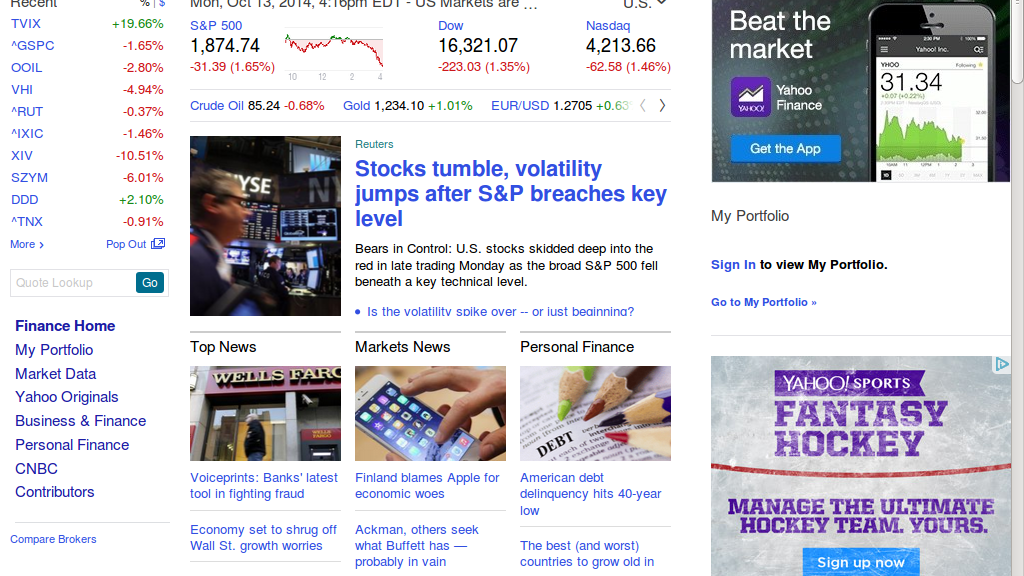 Recent % | $
TVIX +19.66%
^GSPC -1.65%
OOIL -2.80%
VHI -4.94%
^RUT -0.37%
^IXIC -1.46%
XIV -10.51%
SZYM -6.01%
DDD +2.10%
^TNX -0.91%
More › Pop Out
Quote Lookup Go
Finance Home
My Portfolio
Market Data
Yahoo Originals
Business & Finance
Personal Finance
CNBC
Contributors
Compare Brokers
Mon, Oct 13, 2014, 4:16pm EDT - US Markets are ... U.S.
S&P 500
1,874.74
-31.39 (1.65%)
10 12 2 4
Dow
16,321.07
-223.03 (1.35%)
Nasdaq
4,213.66
-62.58 (1.46%)
Crude Oil 85.24 -0.68% Gold 1,234.10 +1.01% EUR/USD 1.2705 +0.63
NYSE
NY
Reuters
Stocks tumble, volatility
jumps after S&P breaches key
level
Bears in Control: U.S. stocks skidded deep into the
red in late trading Monday as the broad S&P 500 fell
beneath a key technical level.
• Is the volatility spike over -- or just beginning?
Top News
WELLS FARG
WELLS FARGO
Voiceprints: Banks' latest
tool in fighting fraud
Economy set to shrug off
Wall St. growth worries
Markets News
Finland blames Apple for
economic woes
Ackman, others seek
what Buffett has —
probably in vain
Personal Finance
DEBT
American debt
delinquency hits 40-year
low
The best (and worst)
countries to grow old in
Beat the
market
YAHOO!
Yahoo
Finance
Get the App
2:30 PM 100%
Yahoo! Inc.
YHOO Following
31.34
+0.07 (+0.22%)
My Portfolio
Sign In to view My Portfolio.
Go to My Portfolio »
YAHOO! SPORTS
FANTASY
HOCKEY
MANAGE THE ULTIMATE
HOCKEY TEAM. YOURS.
Sign up now